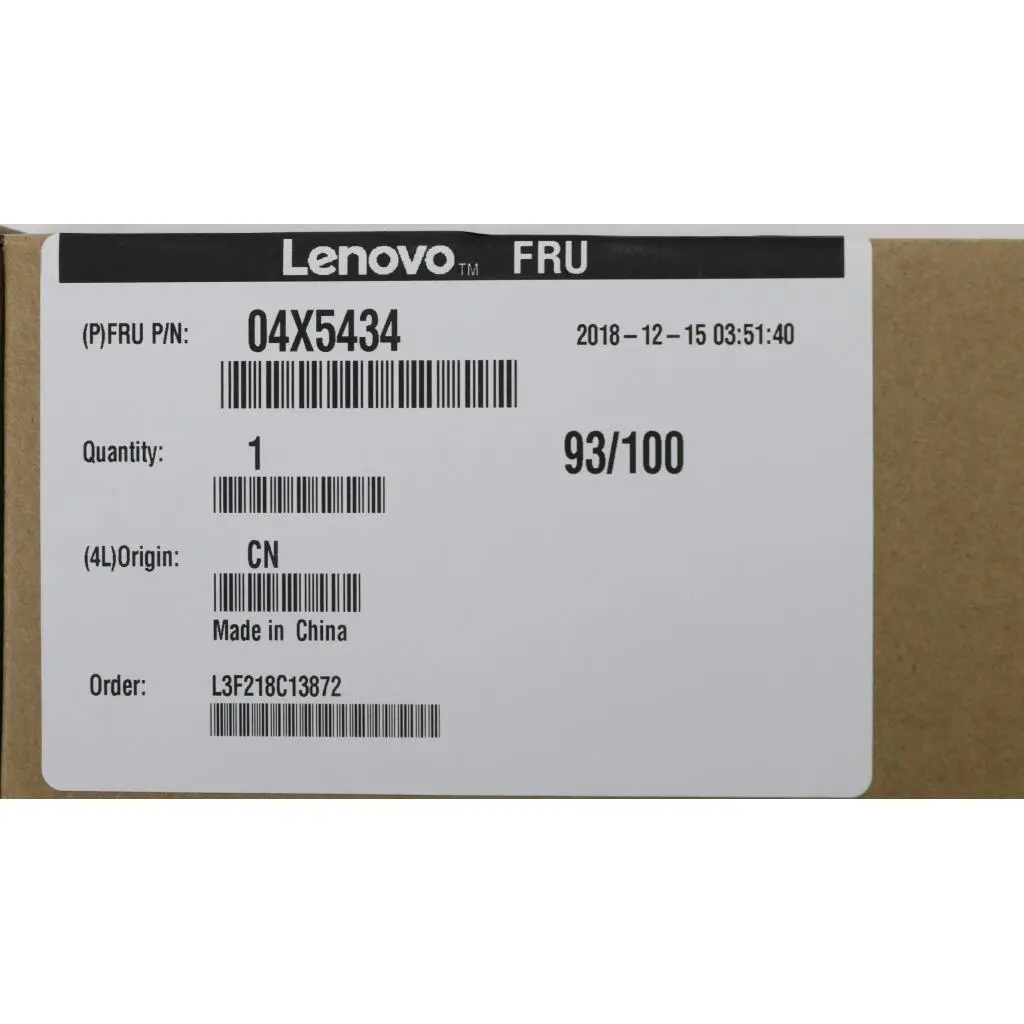 Lenovo™ FRU
(P)FRU P/N: 04X5434 2018-12-15 03:51:40
Quantity: 1 93/100
(4L)Origin: CN
Made in China
Order: L3F218C13872